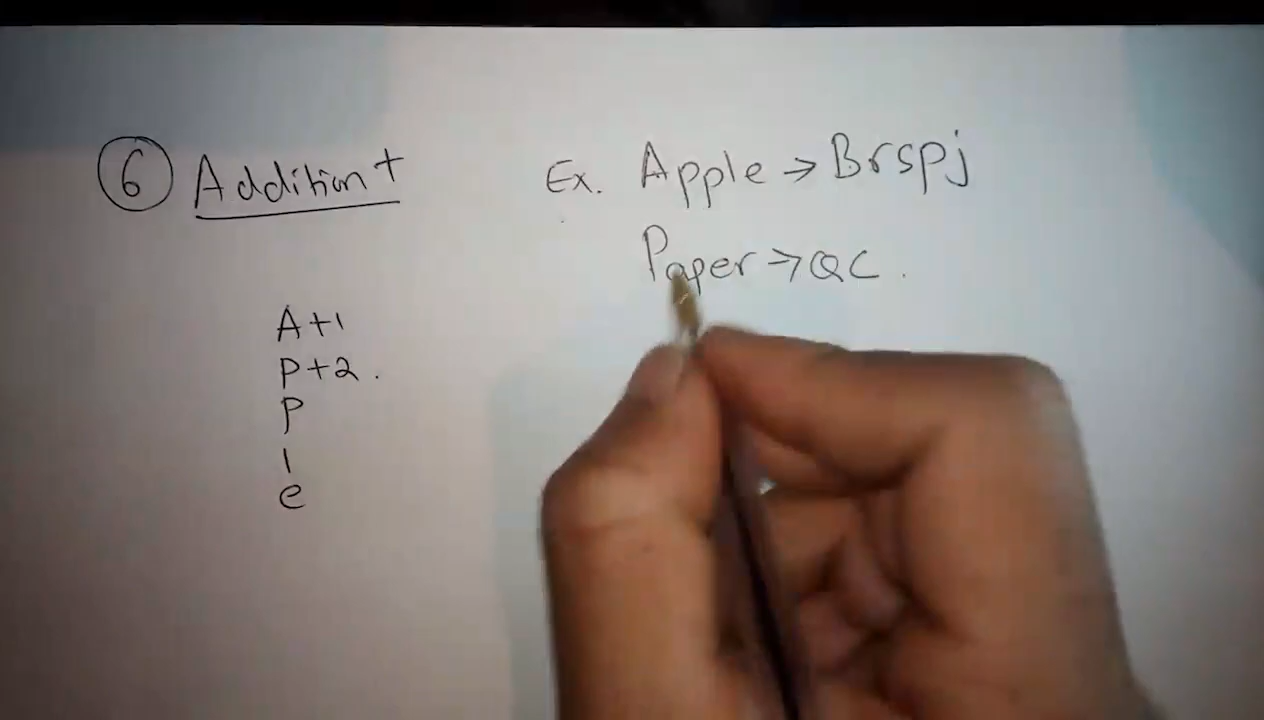 6 Addition +
Ex. Apple → Brspj
Paper → QC .
A+1
P+2 .
P
l
e